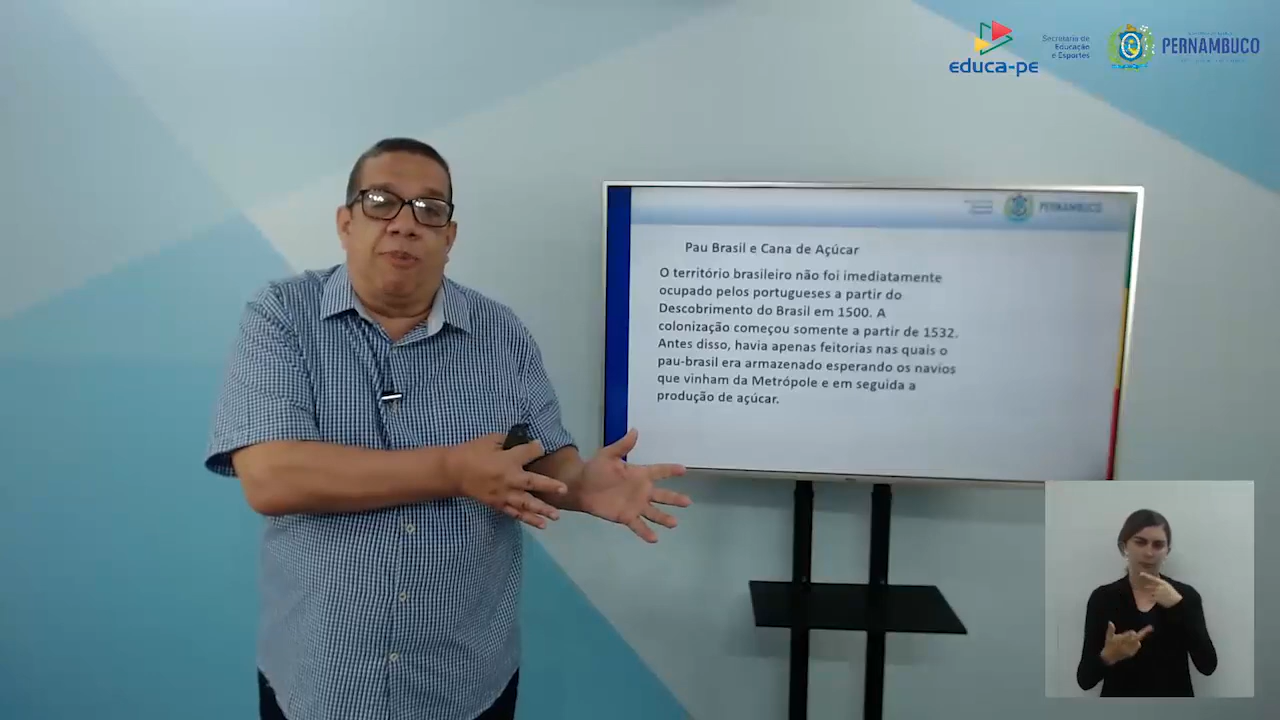 educa-pe
Secretaria de
Educação
e Esportes
PERNAMBUCO
PERNAMBUCO
Pau Brasil e Cana de Açúcar
O território brasileiro não foi imediatamente
ocupado pelos portugueses a partir do
Descobrimento do Brasil em 1500. A
colonização começou somente a partir de 1532.
Antes disso, havia apenas feitorias nas quais o
pau-brasil era armazenado esperando os navios
que vinham da Metrópole e em seguida a
produção de açúcar.